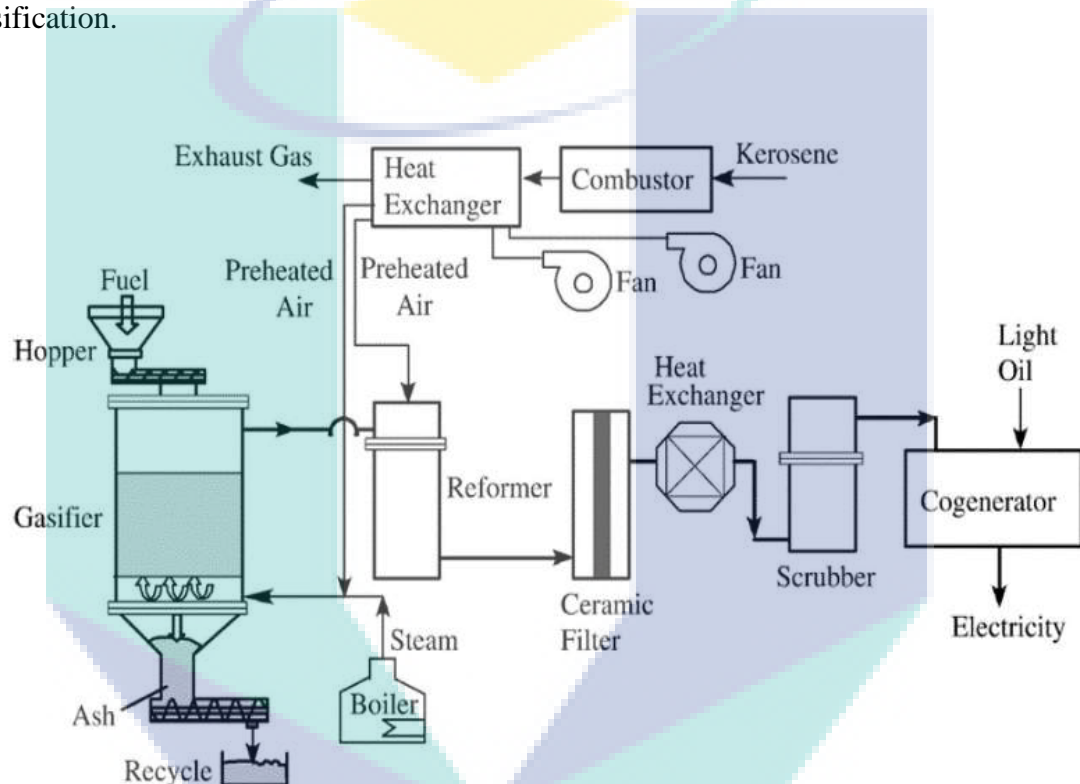 sification.
Exhaust Gas
Heat
Exchanger
Combustor
Kerosene
Preheated
Air
Preheated
Air
Fan
Fan
Fuel
Hopper
Light
Oil
Heat
Exchanger
Gasifier
Reformer
Cogenerator
Scrubber
Ceramic
Filter
Steam
Electricity
Boiler
Ash
Recycle